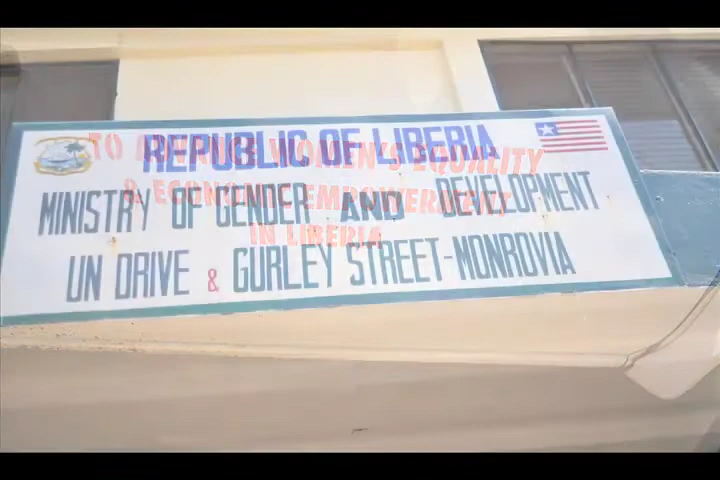 REPUBLIC OF LIBERIA
MINISTRY OF GENDER AND DEVELOPMENT
UN DRIVE & GURLEY STREET-MONROVIA
TO ADVANCE WOMEN'S EQUALITY
& ECONOMIC EMPOWERMENT
IN LIBERIA